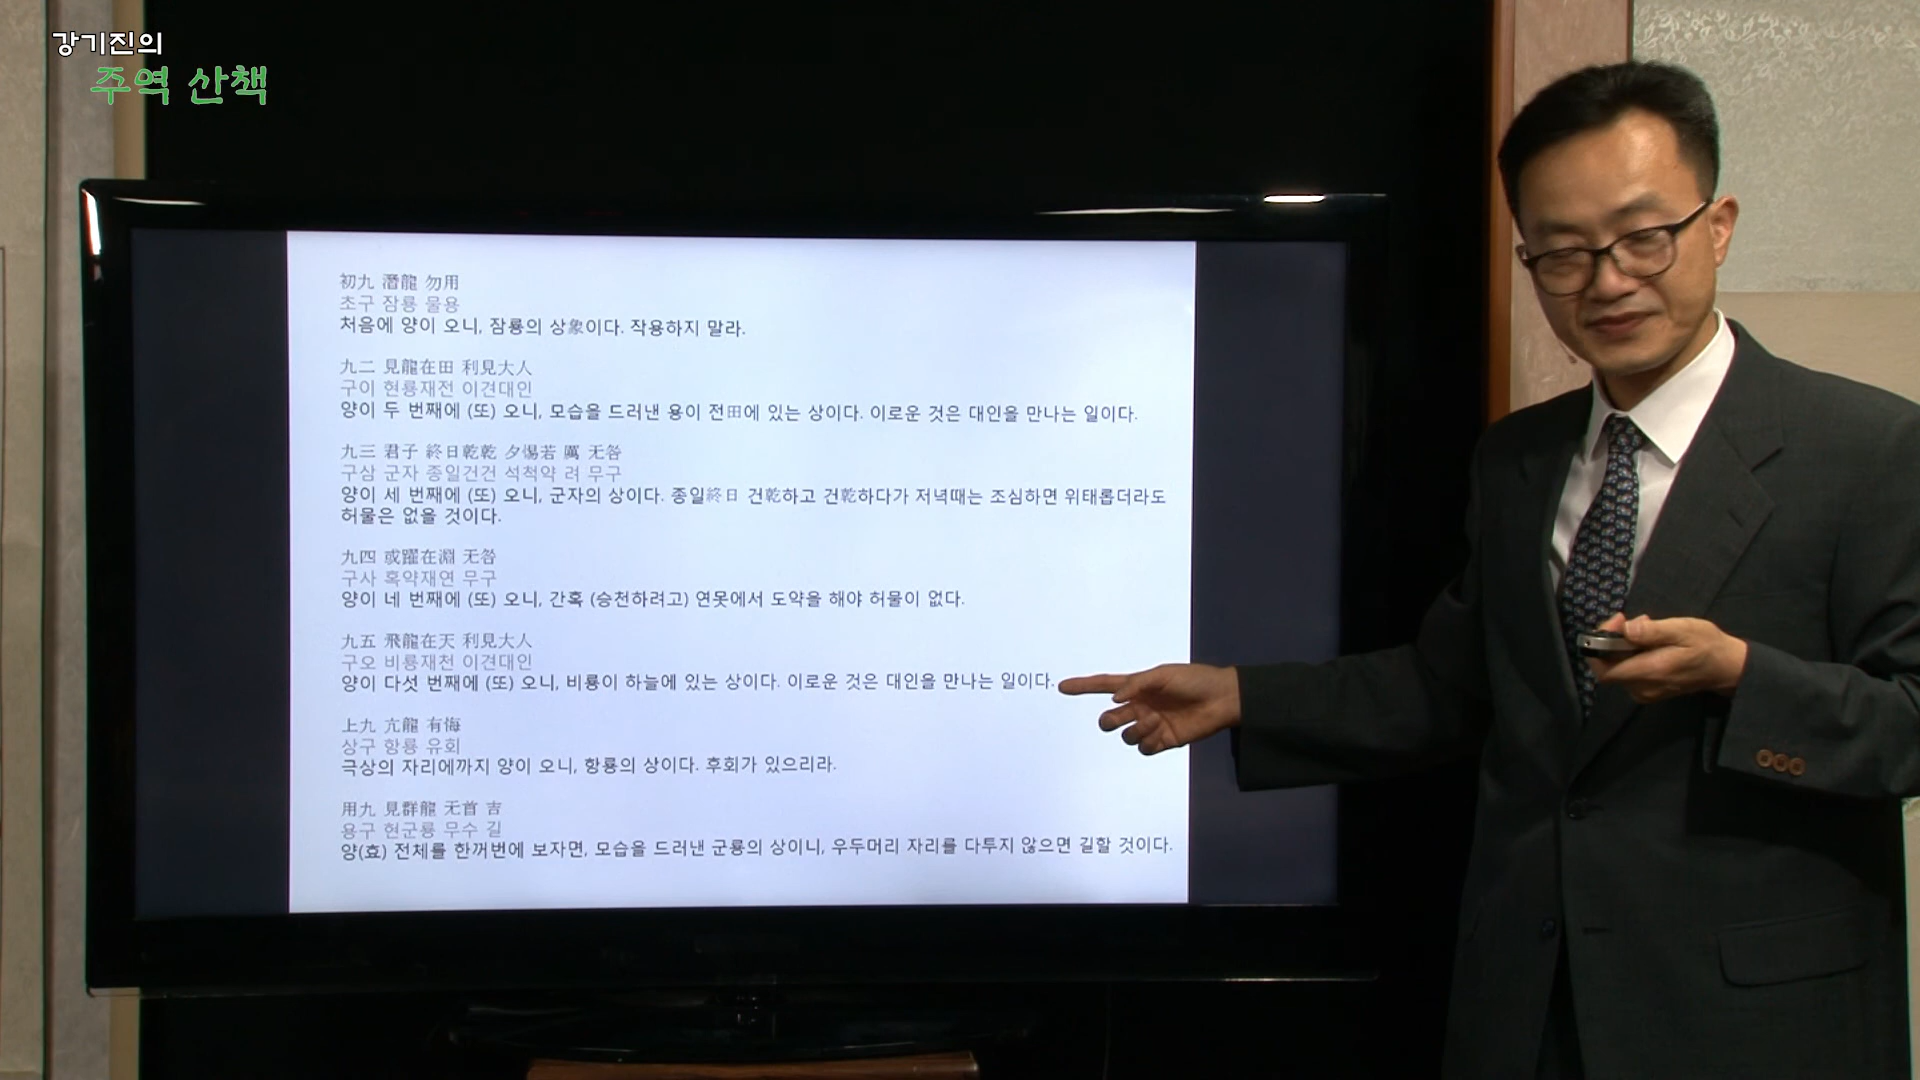 강기진의
주역 산책
初九 潛龍 勿用
초구 잠룡 물용
처음에 양이 오니, 잠룡의 상象이다. 작용하지 말라.
九二 見龍在田 利見大人
구이 현룡재전 이견대인
양이 두 번째에 (또) 오니, 모습을 드러낸 용이 전田에 있는 상이다. 이로운 것은 대인을 만나는 일이다.
九三 君子 終日乾乾 夕惕若 厲 无咎
구삼 군자 종일건건 석척약 려 무구
양이 세 번째에 (또) 오니, 군자의 상이다. 종일終日 건乾하고 건乾하다가 저녁때는 조심하면 위태롭더라도
허물은 없을 것이다.
九四 或躍在淵 无咎
구사 혹약재연 무구
양이 네 번째에 (또) 오니, 간혹 (승천하려고) 연못에서 도약을 해야 허물이 없다.
九五 飛龍在天 利見大人
구오 비룡재천 이견대인
양이 다섯 번째에 (또) 오니, 비룡이 하늘에 있는 상이다. 이로운 것은 대인을 만나는 일이다.
上九 亢龍 有悔
상구 항룡 유회
극상의 자리에까지 양이 오니, 항룡의 상이다. 후회가 있으리라.
用九 見群龍 无首 吉
용구 현군룡 무수 길
양(효) 전체를 한꺼번에 보자면, 모습을 드러낸 군룡의 상이니, 우두머리 자리를 다투지 않으면 길할 것이다.